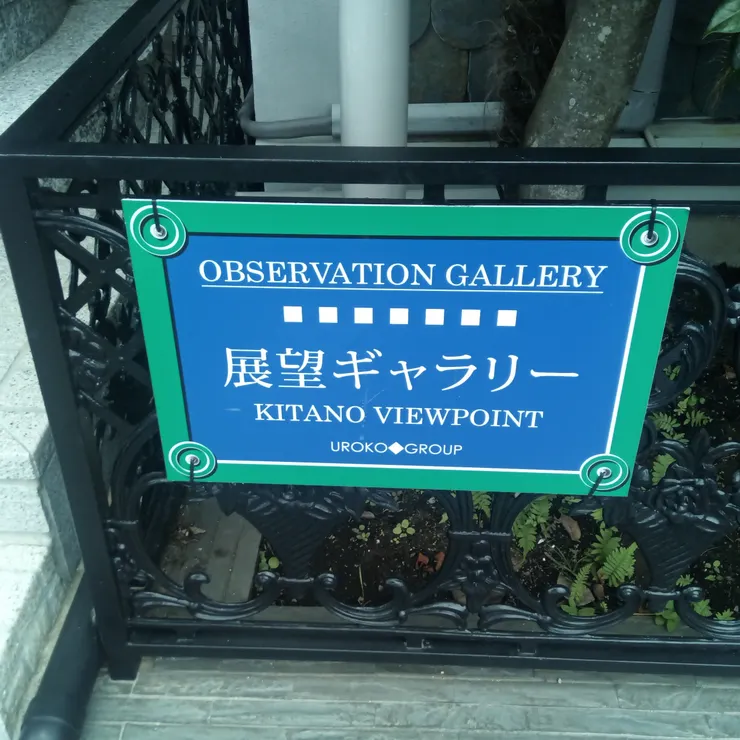 OBSERVATION GALLERY
展望ギャラリー
KITANO VIEWPOINT
UROKO◆GROUP